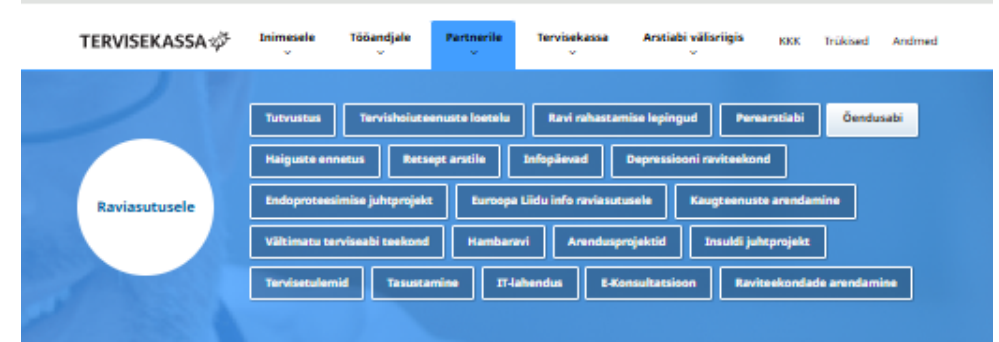 TERVISEKASSA Inimesele Tööandjale Partnerile Tervisekassa Arstiabi välisriigis KKK Trükised Andmed
Tutvustus Tervishoiuteenuste loetelu Ravi rahastamise lepingud Perearstiabi Õendusabi
Haiguste ennetus Retsept arstile Infopäevad Depressiooni raviteekond
Raviasutusele
Endoproteesimise juhtprojekt Euroopa Liidu info raviasutusele Kaugteenuste arendamine
Vältimatu terviseabi teekond Hambaravi Arendusprojektid Insuldi juhtprojekt
Tervisetulemid Tasustamine IT-lahendus E-Konsultatsioon Raviteekondade arendamine